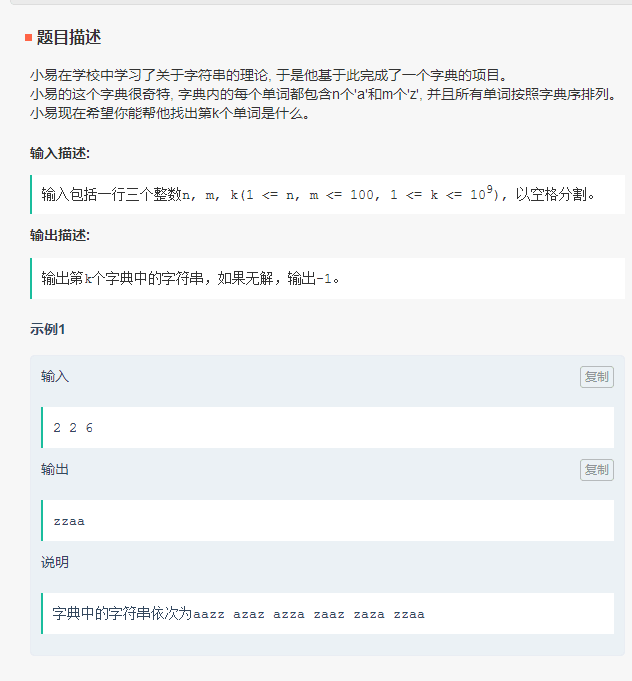 题目描述
小易在学校中学习了关于字符串的理论, 于是他基于此完成了一个字典的项目。
小易的这个字典很奇特, 字典内的每个单词都包含n个'a'和m个'z', 并且所有单词按照字典序排列。
小易现在希望你能帮他找出第k个单词是什么。
输入描述:
输入包括一行三个整数n, m, k(1 <= n, m <= 100, 1 <= k <= 10⁹), 以空格分割。
输出描述:
输出第k个字典中的字符串，如果无解，输出-1。
示例1
输入
复制
2 2 6
输出
复制
zzaa
说明
字典中的字符串依次为aazz azaz azza zaaz zaza zzaa